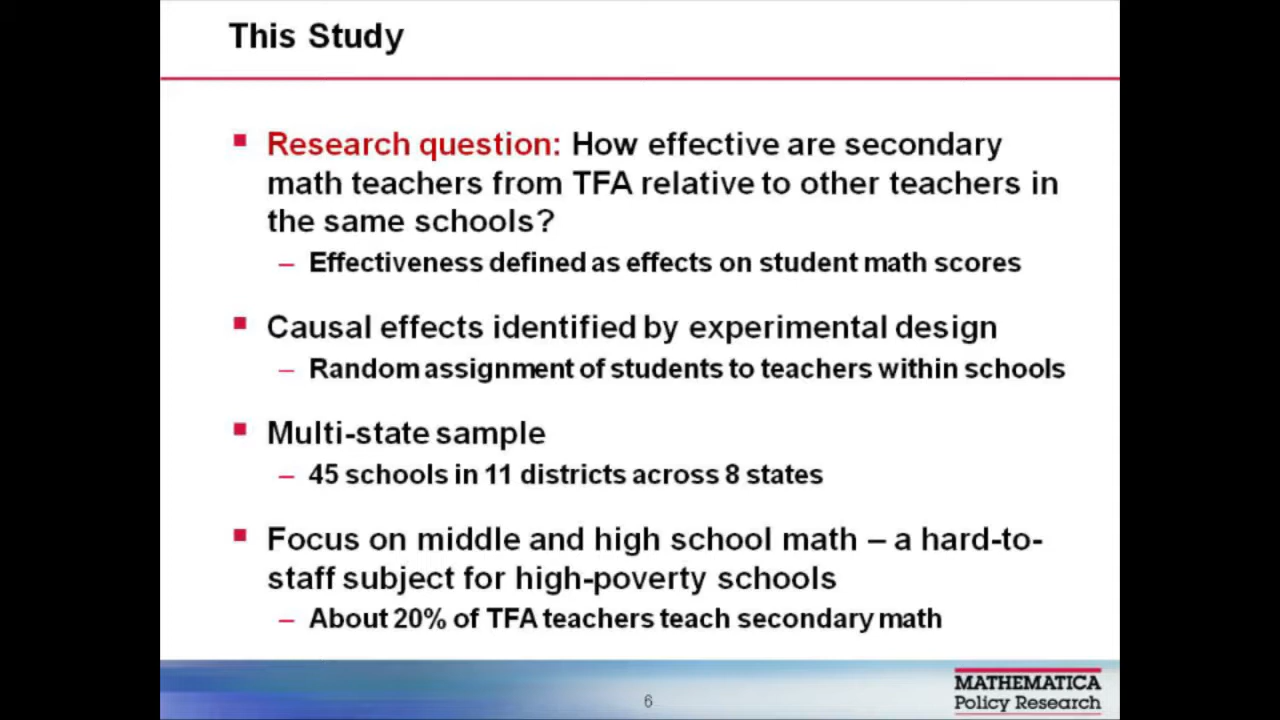 This Study
Research question: How effective are secondary
math teachers from TFA relative to other teachers in
the same schools?
– Effectiveness defined as effects on student math scores
Causal effects identified by experimental design
– Random assignment of students to teachers within schools
Multi-state sample
– 45 schools in 11 districts across 8 states
Focus on middle and high school math – a hard-to-
staff subject for high-poverty schools
– About 20% of TFA teachers teach secondary math
6
MATHEMATICA
Policy Research